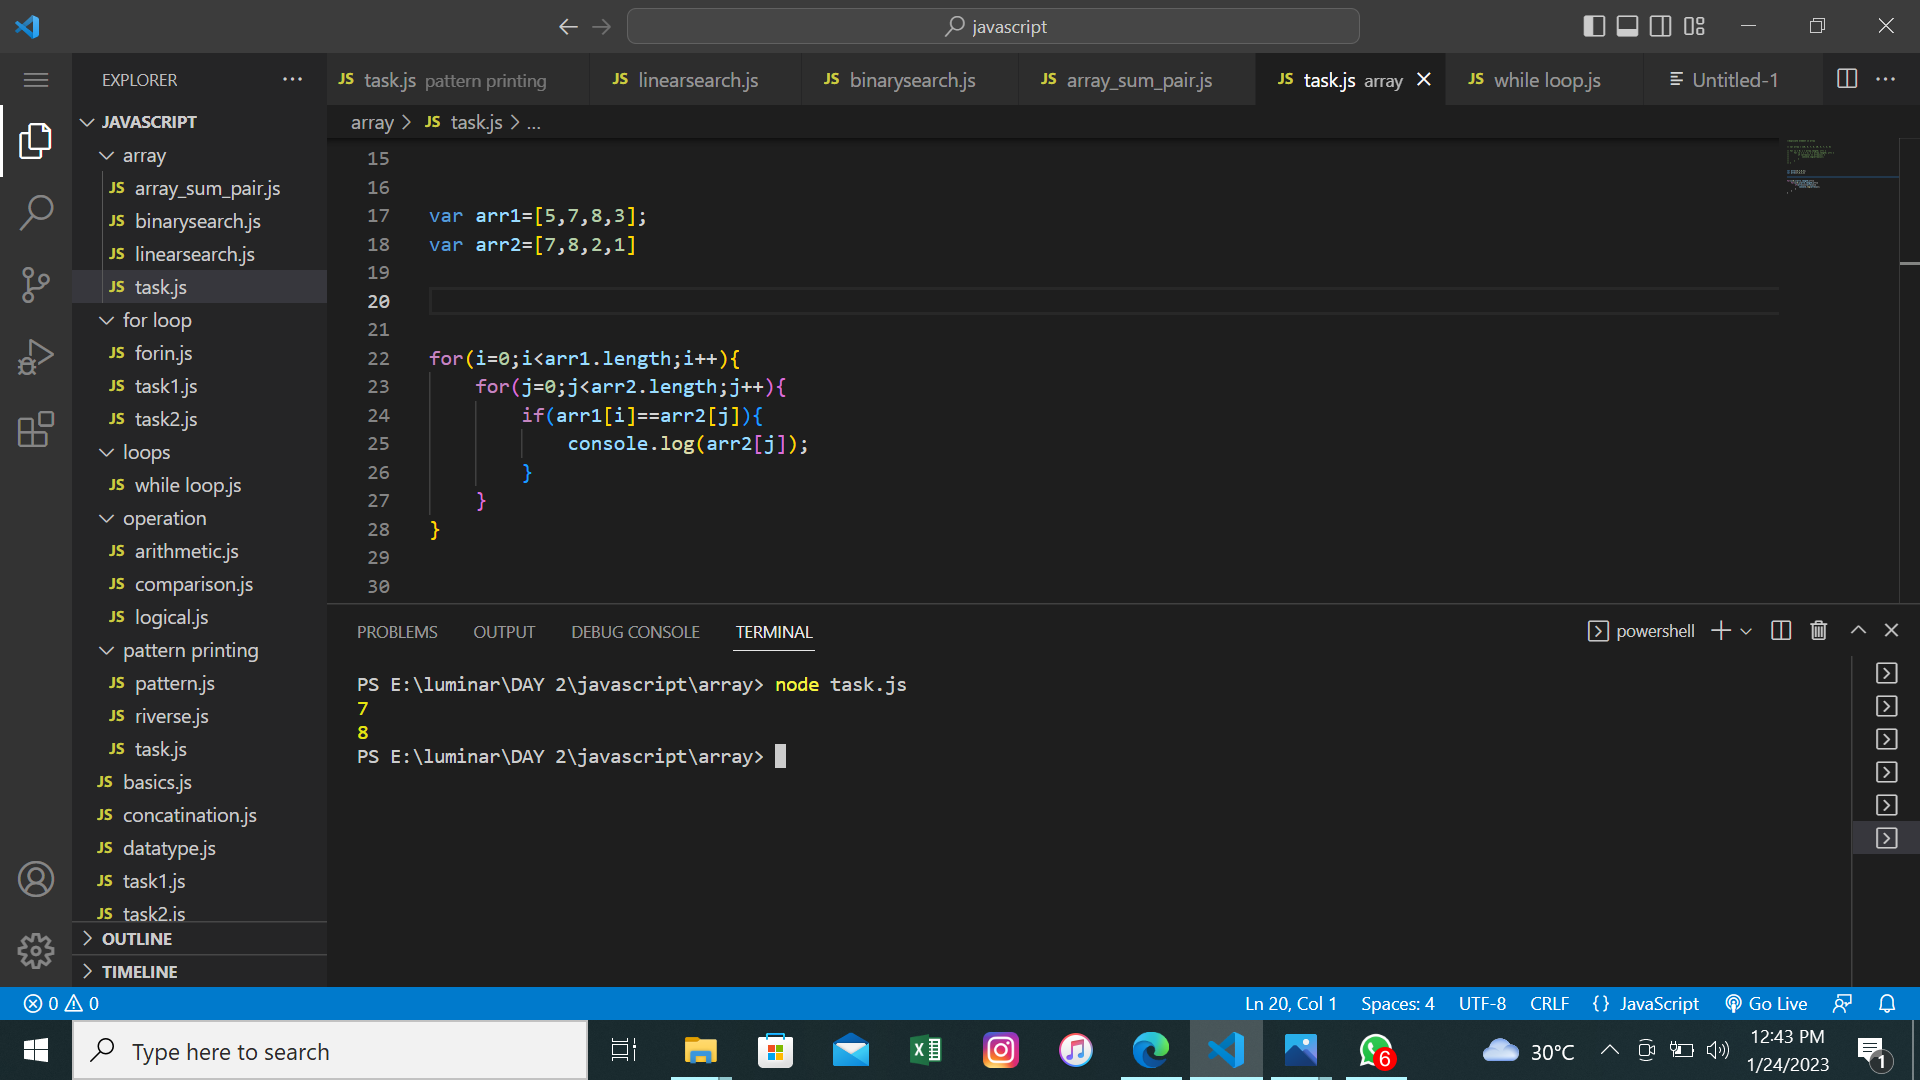 javascript
EXPLORER
JS task.js pattern printing
JS linearsearch.js
JS binarysearch.js
JS array_sum_pair.js
JS task.js array
JS while loop.js
Untitled-1
array > JS task.js > ...
JAVASCRIPT
array
JS array_sum_pair.js
JS binarysearch.js
JS linearsearch.js
JS task.js
for loop
JS forin.js
JS task1.js
JS task2.js
loops
JS while loop.js
operation
JS arithmetic.js
JS comparison.js
JS logical.js
pattern printing
JS pattern.js
JS riverse.js
JS task.js
JS basics.js
JS concatination.js
JS datatype.js
JS task1.js
JS task2.js
OUTLINE
TIMELINE
15
16
17 var arr1=[5,7,8,3];
18 var arr2=[7,8,2,1]
19
20
21
22 for(i=0;i<arr1.length;i++){
23 for(j=0;j<arr2.length;j++){
24 if(arr1[i]==arr2[j]){
25 console.log(arr2[j]);
26 }
27 }
28 }
29
30
PROBLEMS OUTPUT DEBUG CONSOLE TERMINAL
powershell
PS E:\luminar\DAY 2\javascript\array> node task.js
7
8
PS E:\luminar\DAY 2\javascript\array>
0 0
Ln 20, Col 1 Spaces: 4 UTF-8 CRLF {} JavaScript Go Live
Type here to search
6
30°C
12:43 PM
1/24/2023
1